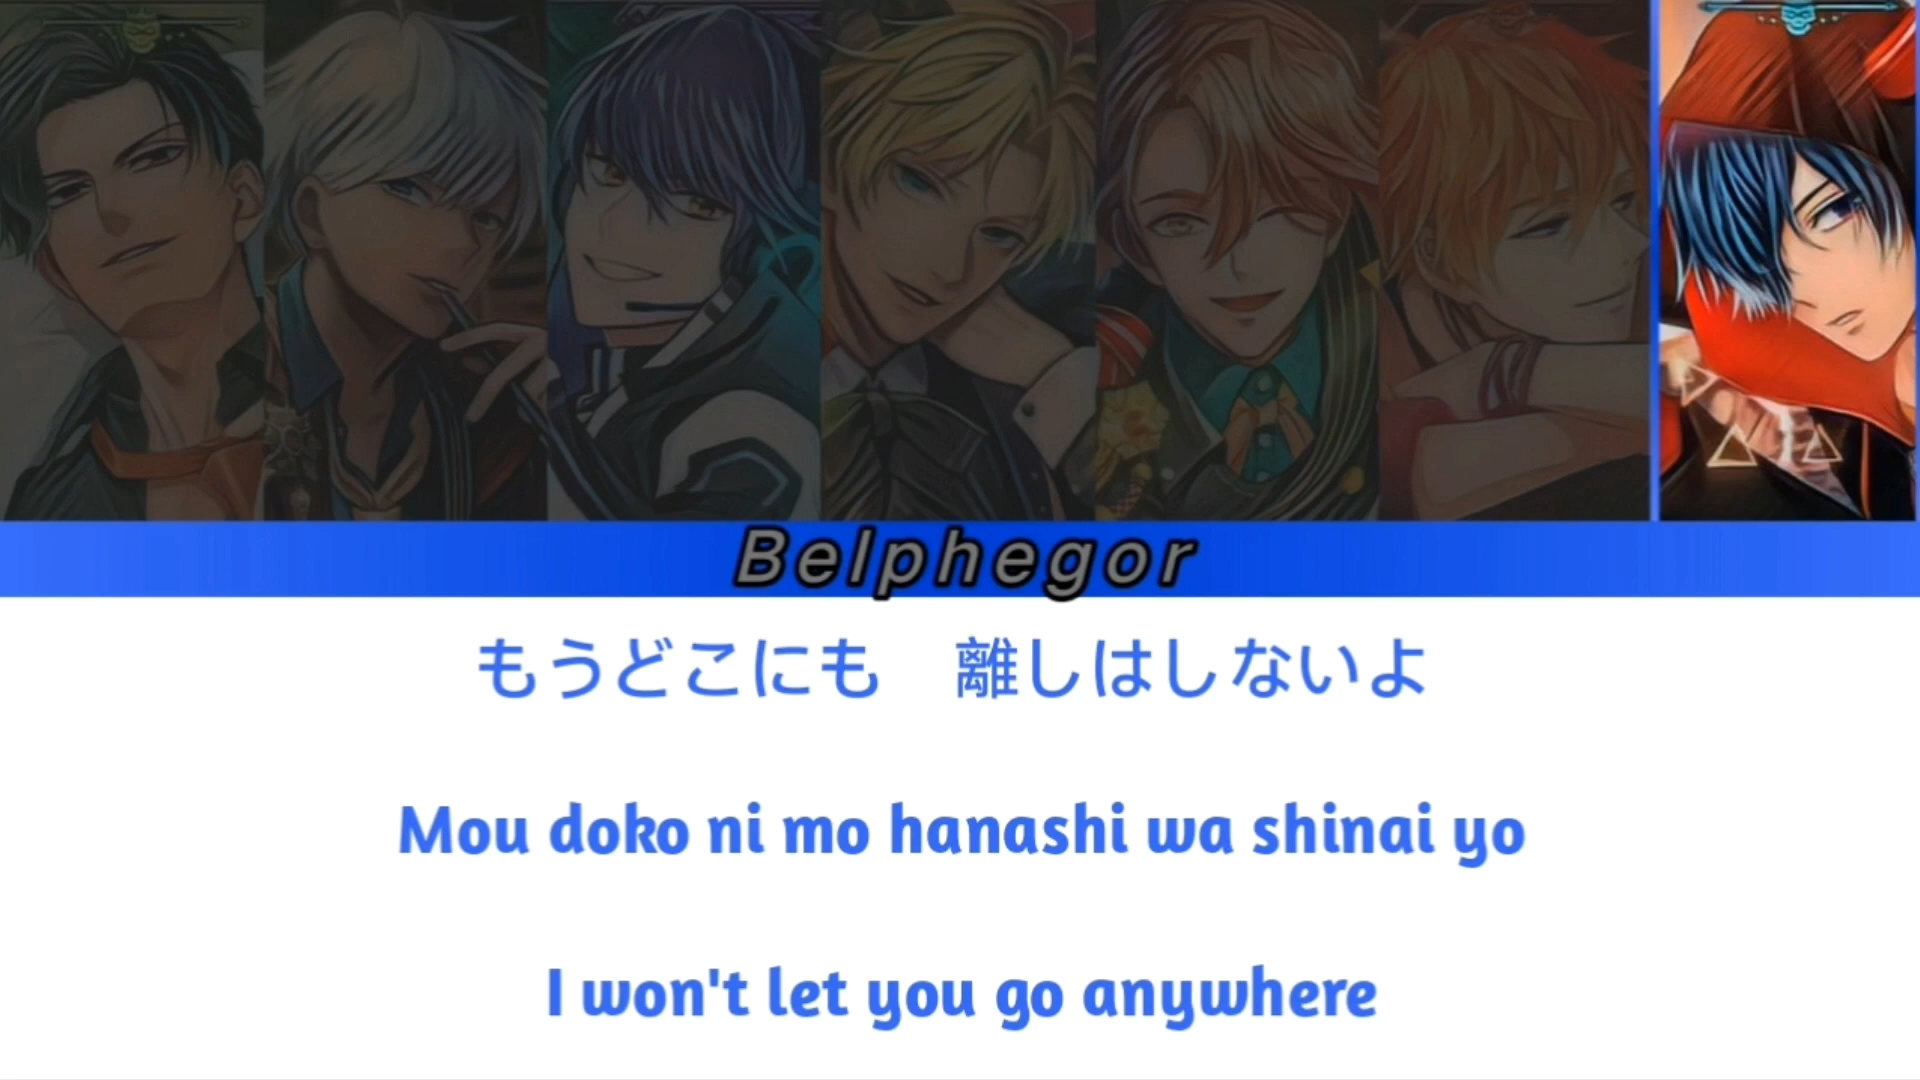 Belphegor
もうどこにも　離しはしないよ
Mou doko ni mo hanashi wa shinai yo
I won't let you go anywhere